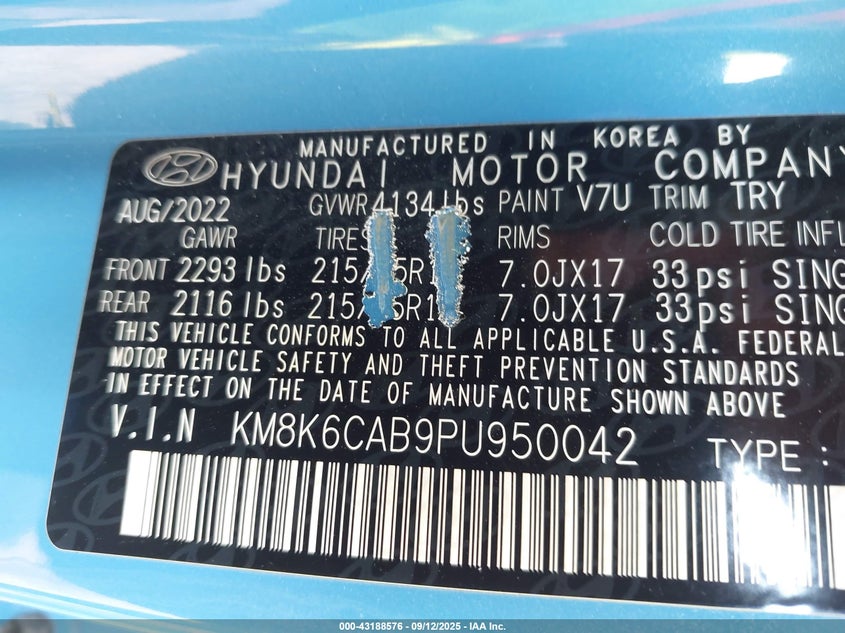 MANUFACTURED IN KOREA BY
HYUNDAI MOTOR COMPANY
AUG/2022 GVWR 4134 lbs PAINT V7U TRIM TRY
GAWR TIRES RIMS COLD TIRE INFL
FRONT 2293 lbs 7.0JX17 33psi SING
REAR 2116 lbs 7.0JX17 33psi SING
THIS VEHICLE CONFORMS TO ALL APPLICABLE U.S.A. FEDERAL
MOTOR VEHICLE SAFETY AND THEFT PREVENTION STANDARDS
IN EFFECT ON THE DATE OF MANUFACTURE SHOWN ABOVE
V.I.N KM8K6CAB9PU950042 TYPE :
000-43188576 - 09/12/2025 - IAA Inc.